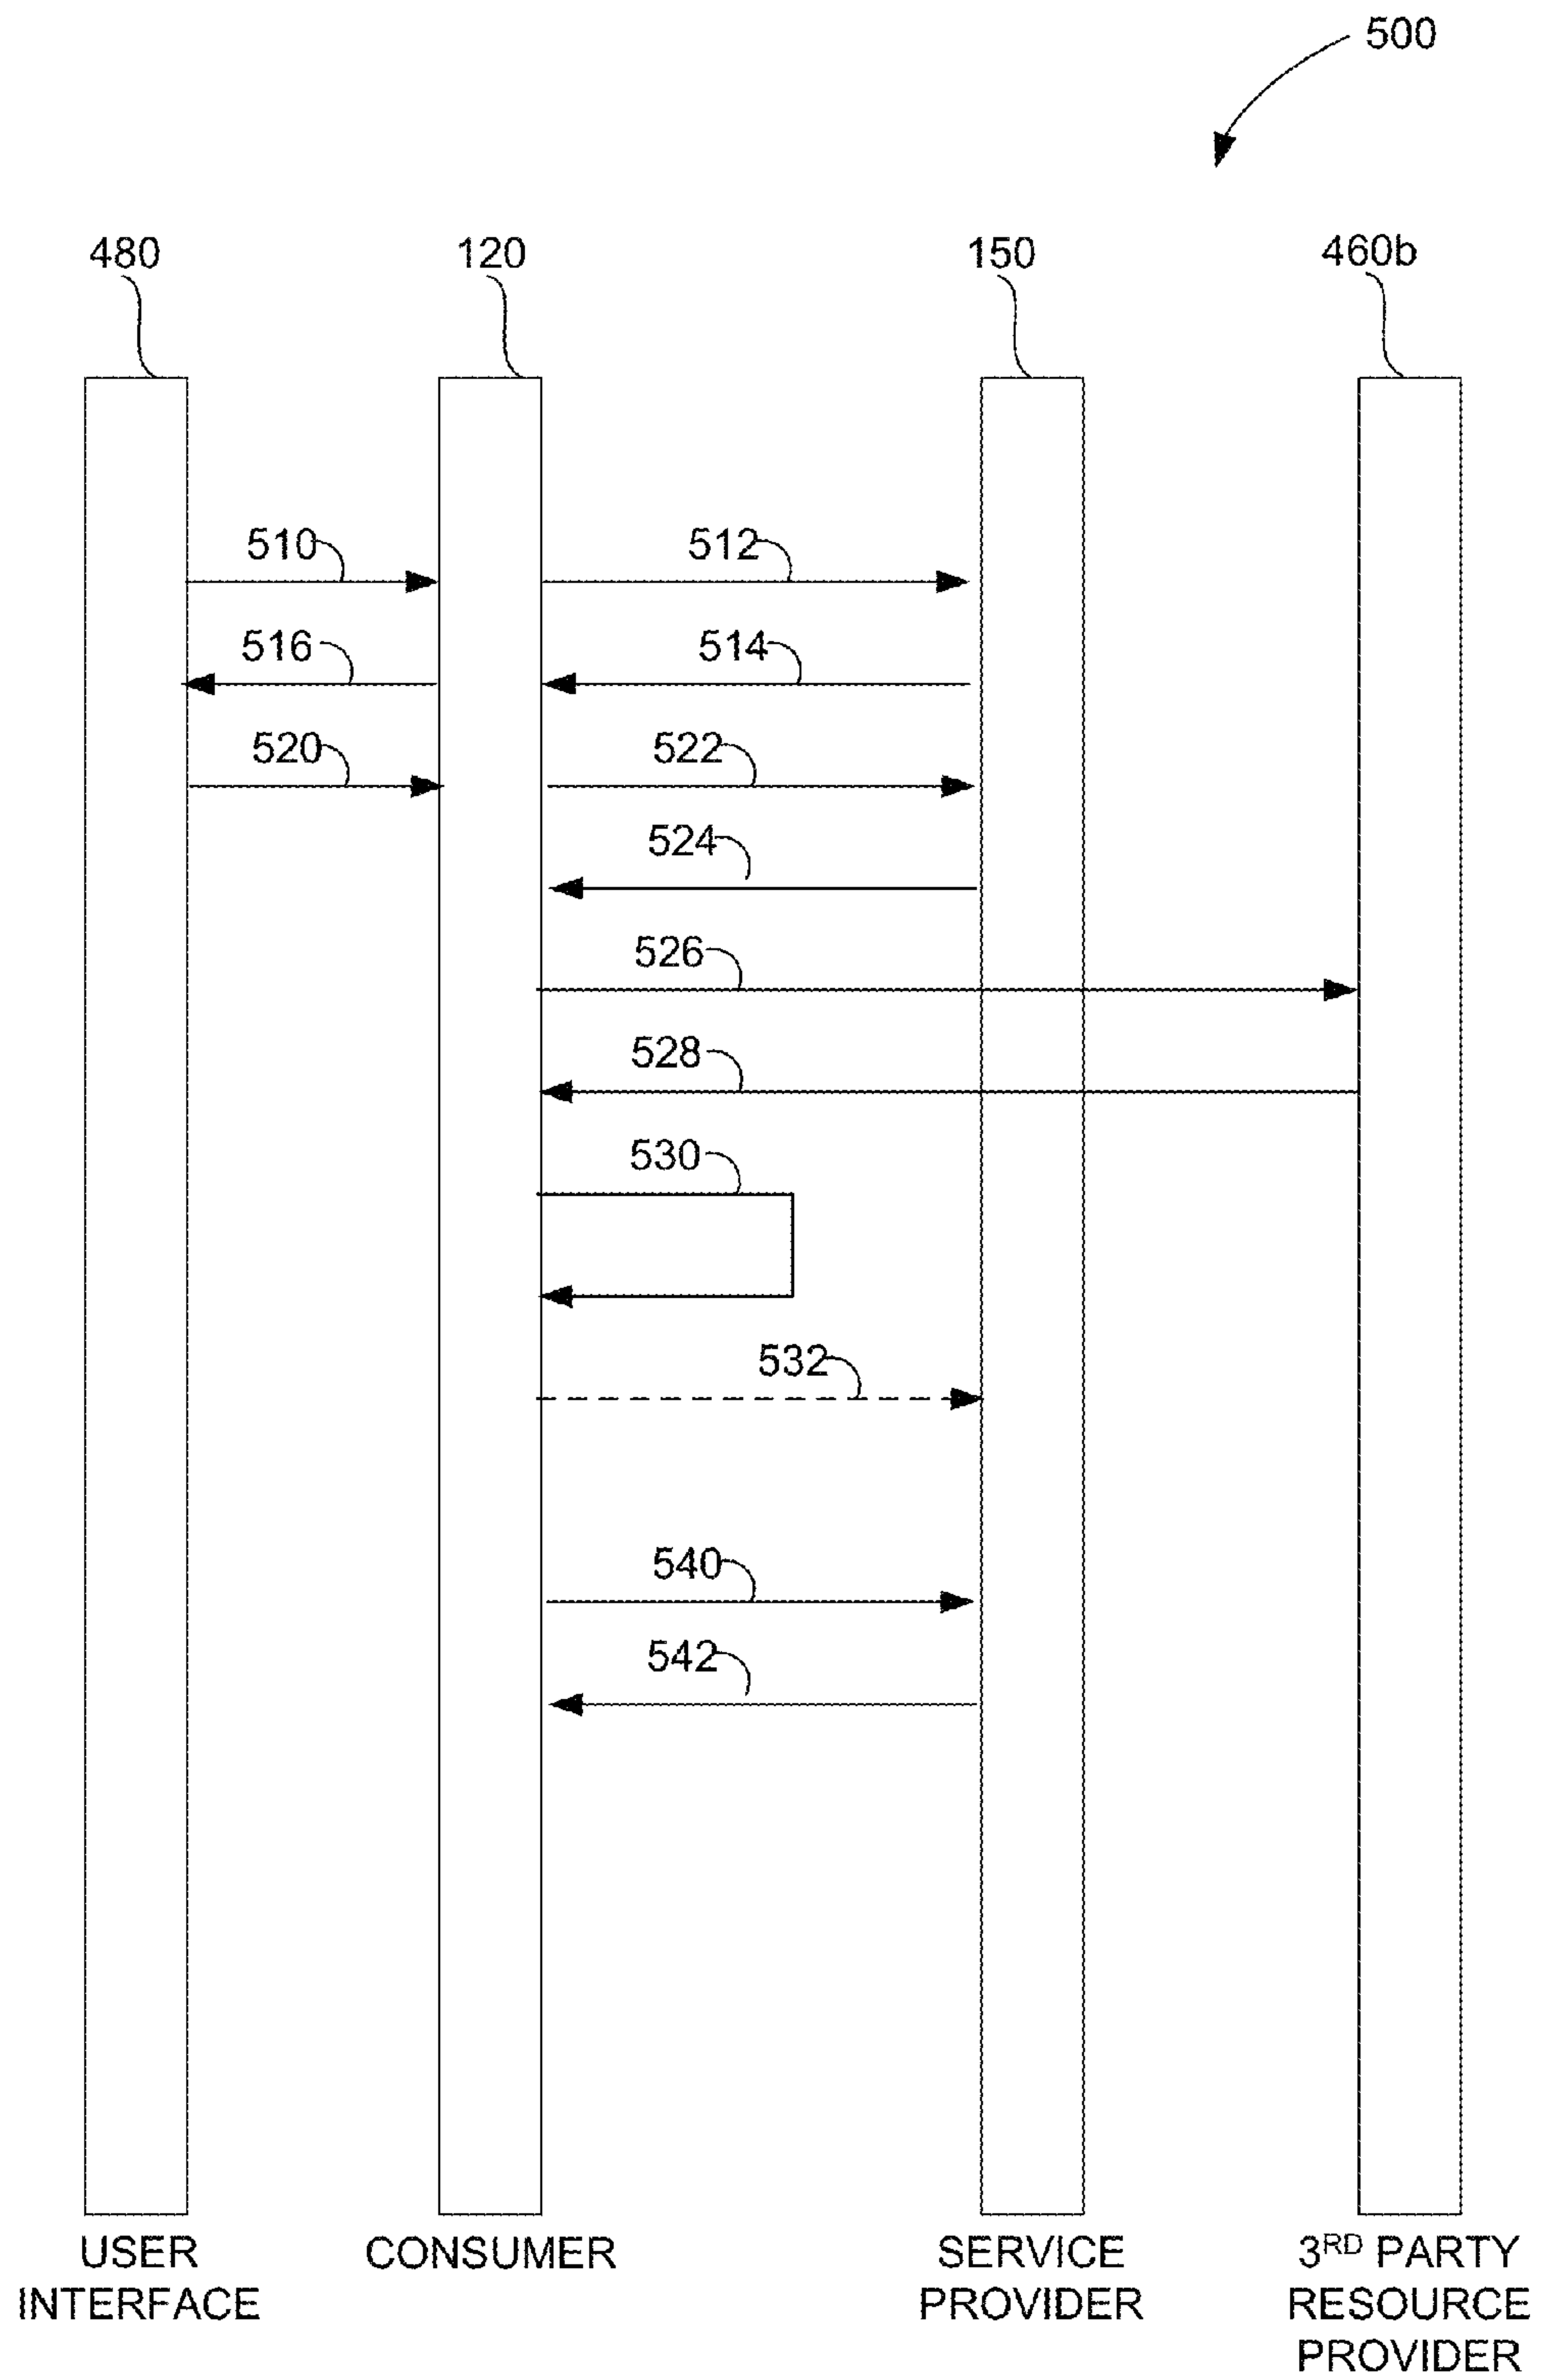 500
480
120
150
460b
510
512
516
514
520
522
524
526
528
530
532
540
542
USER
INTERFACE
CONSUMER
SERVICE
PROVIDER
3RD PARTY
RESOURCE
PROVIDER